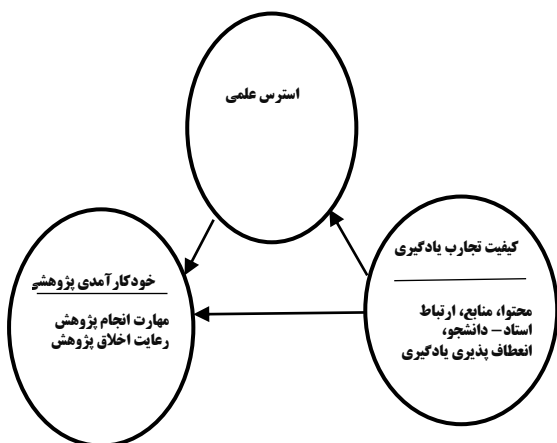 استرس علمی
کیفیت تجارب یادگیری
محتوا، منابع، ارتباط
استاد – دانشجو،
انعطاف پذیری یادگیری
خودکارآمدی پژوهشی
مهارت انجام پژوهش
رعایت اخلاق پژوهش